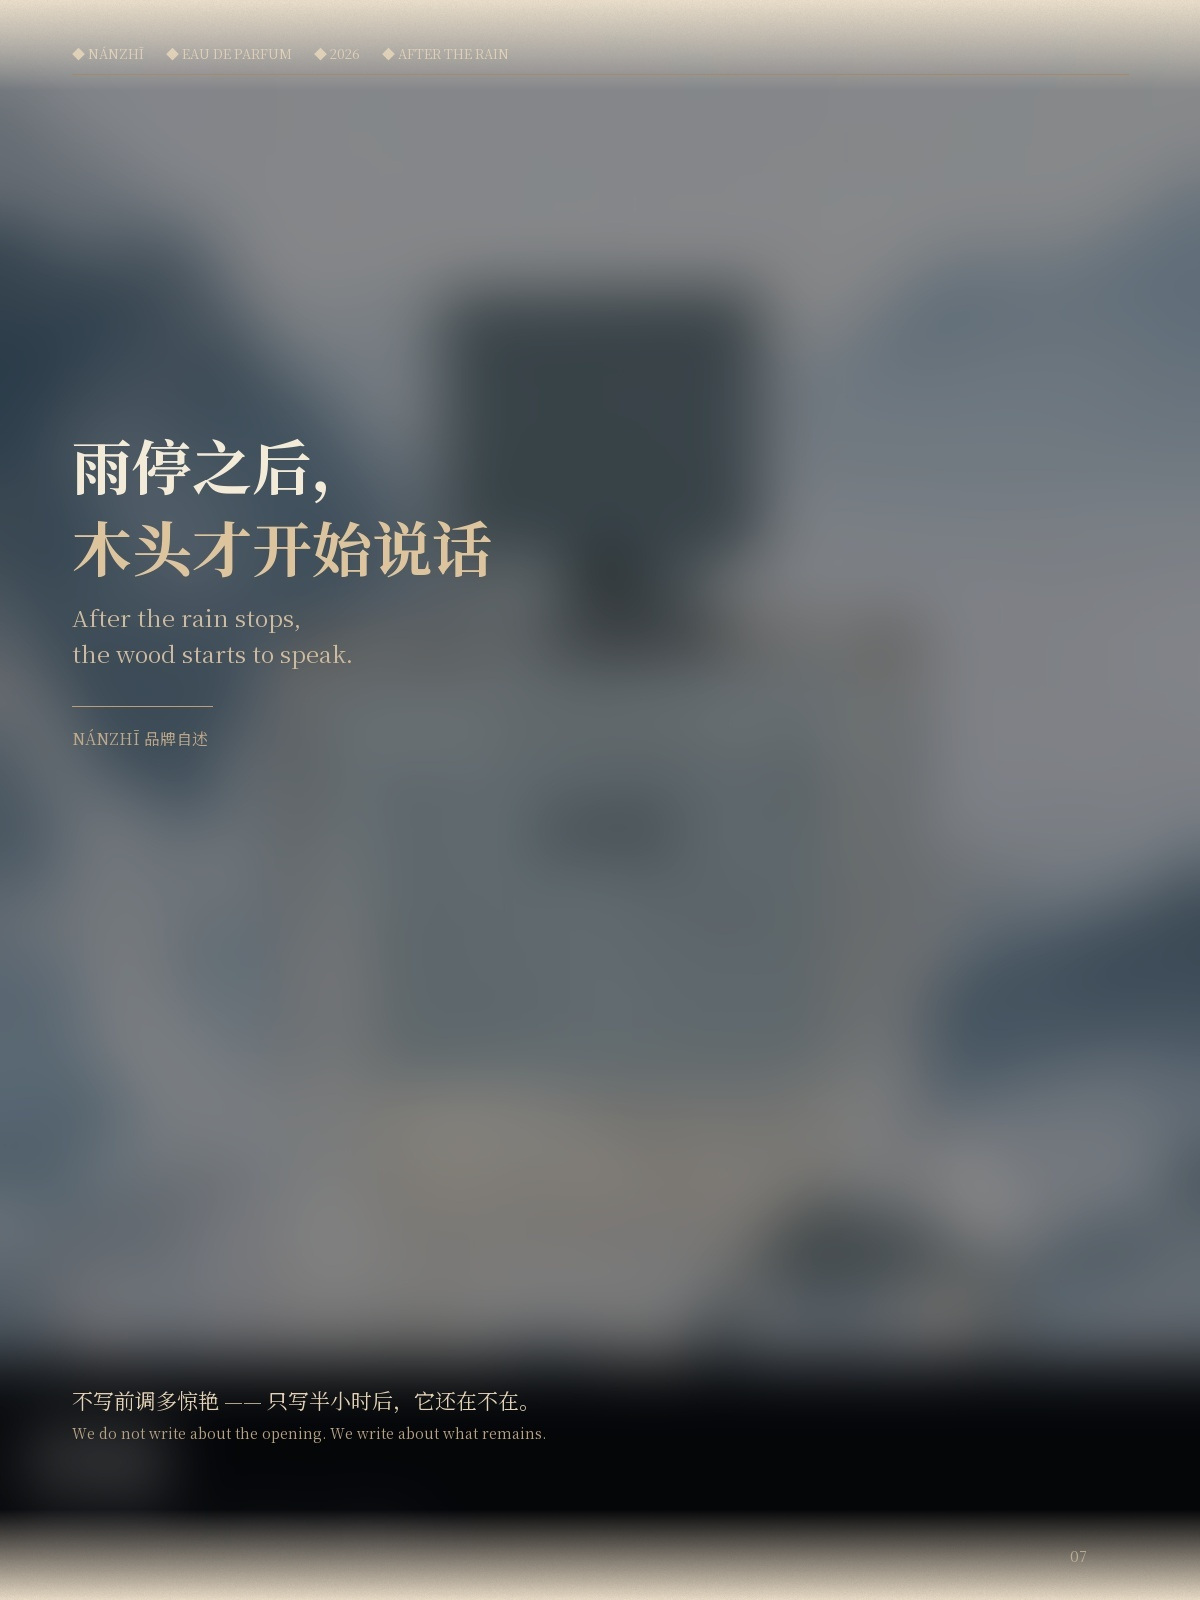 ◆ NÁNZHĪ ◆ EAU DE PARFUM ◆ 2026 ◆ AFTER THE RAIN
雨停之后，
木头才开始说话
After the rain stops,
the wood starts to speak.
NÁNZHĪ 品牌自述
不写前调多惊艳 —— 只写半小时后，它还在不在。
We do not write about the opening. We write about what remains.
07